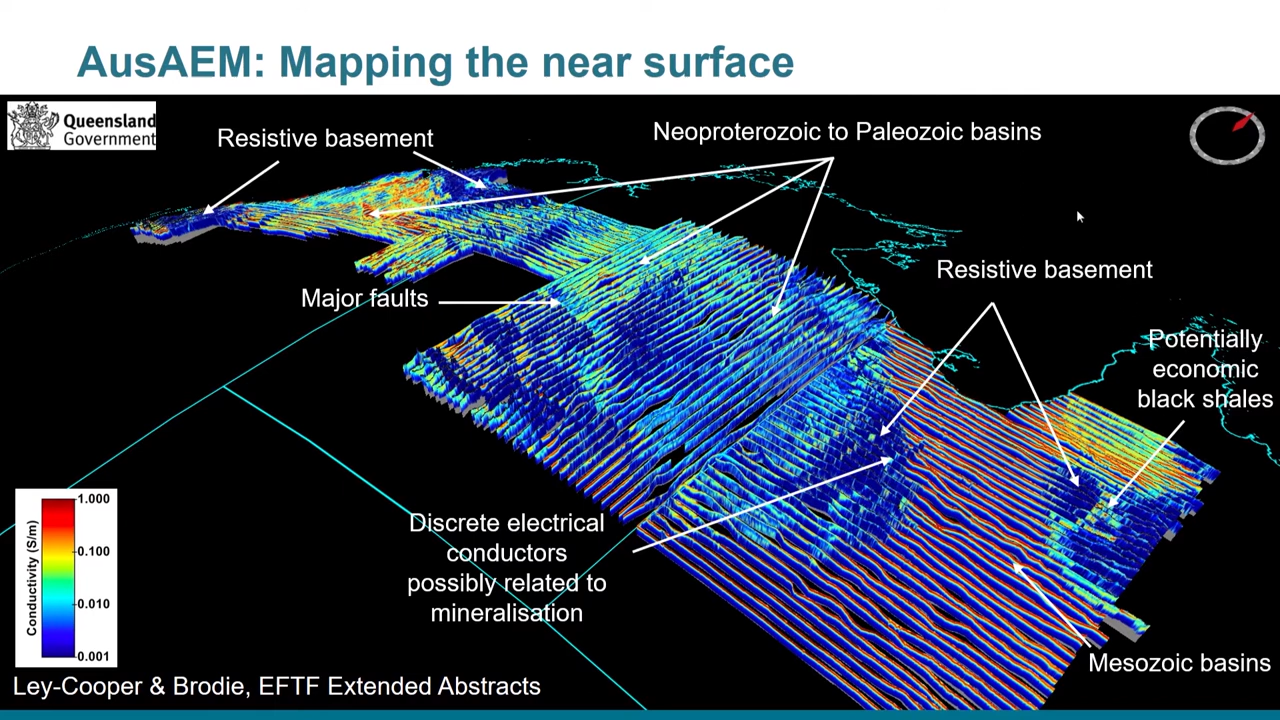 AusAEM: Mapping the near surface
Queensland
Government
Resistive basement
Neoproterozoic to Paleozoic basins
Resistive basement
Major faults
Potentially
economic
black shales
Discrete electrical
conductors
possibly related to
mineralisation
Mesozoic basins
Conductivity (S/m)
1.000
0.100
0.010
0.001
Ley-Cooper & Brodie, EFTF Extended Abstracts